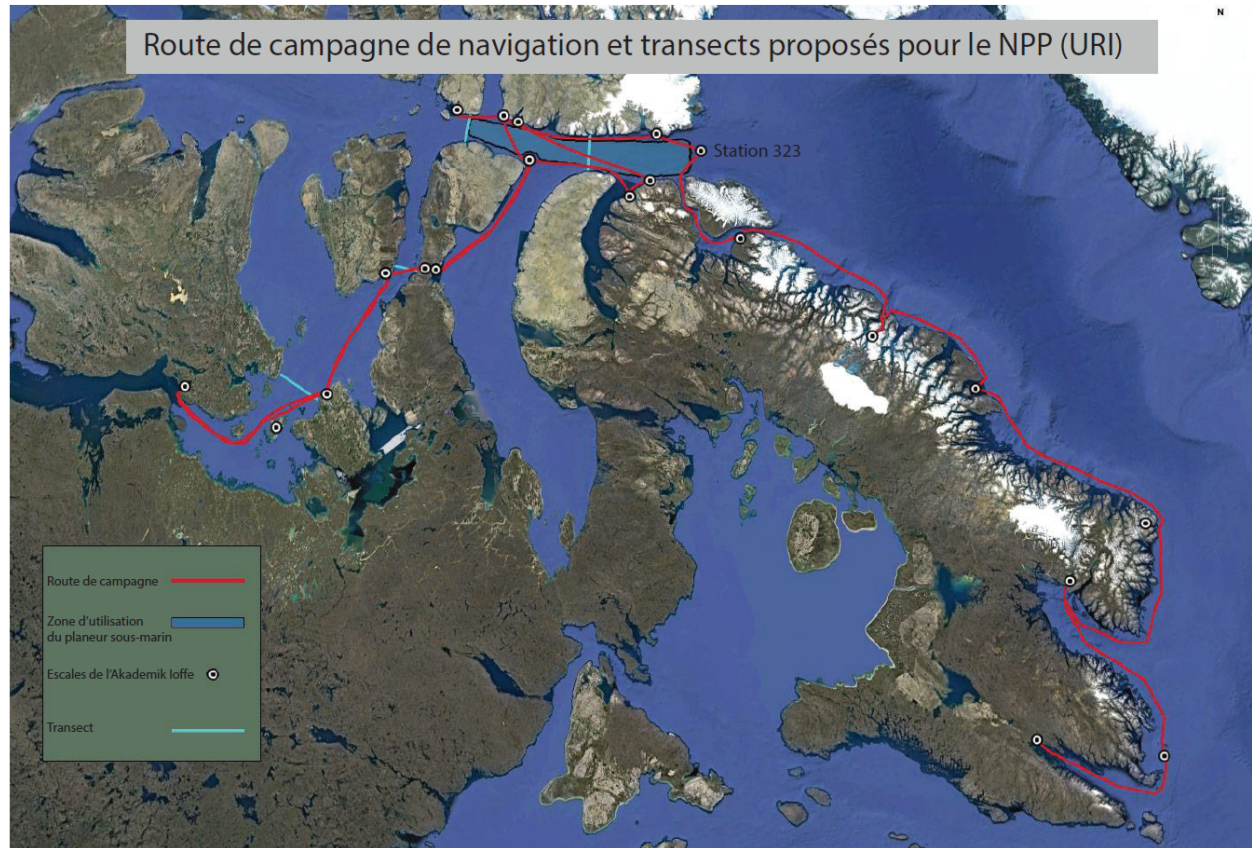 N
Route de campagne de navigation et transects proposés pour le NPP (URI)
Station 323
Route de campagne
Zone d'utilisation
du planeur sous-marin
Escales de l'Akademik Ioffe
Transect